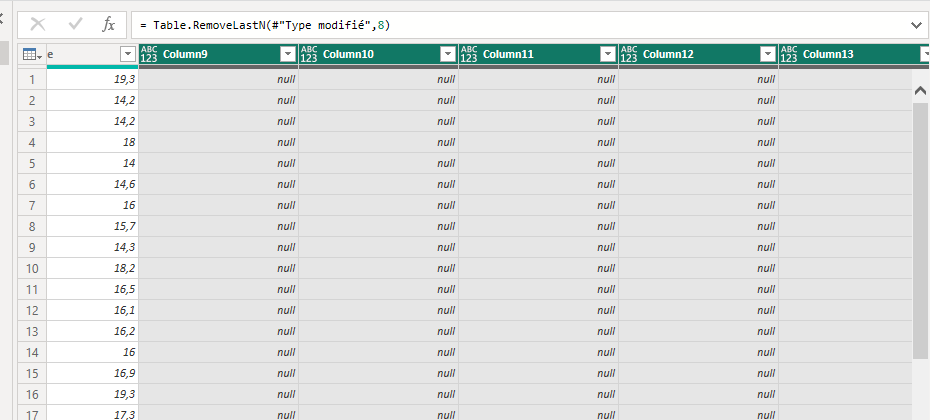 fx = Table.RemoveLastN(#"Type modifié",8)
e ABC 123 Column9 ABC 123 Column10 ABC 123 Column11 ABC 123 Column12 ABC 123 Column13
1 19,3 null null null null
2 14,2 null null null null
3 14,2 null null null null
4 18 null null null null
5 14 null null null null
6 14,6 null null null null
7 16 null null null null
8 15,7 null null null null
9 14,3 null null null null
10 18,2 null null null null
11 16,5 null null null null
12 16,1 null null null null
13 16,2 null null null null
14 16 null null null null
15 16,9 null null null null
16 19,3 null null null null
17 17,3 null null null null